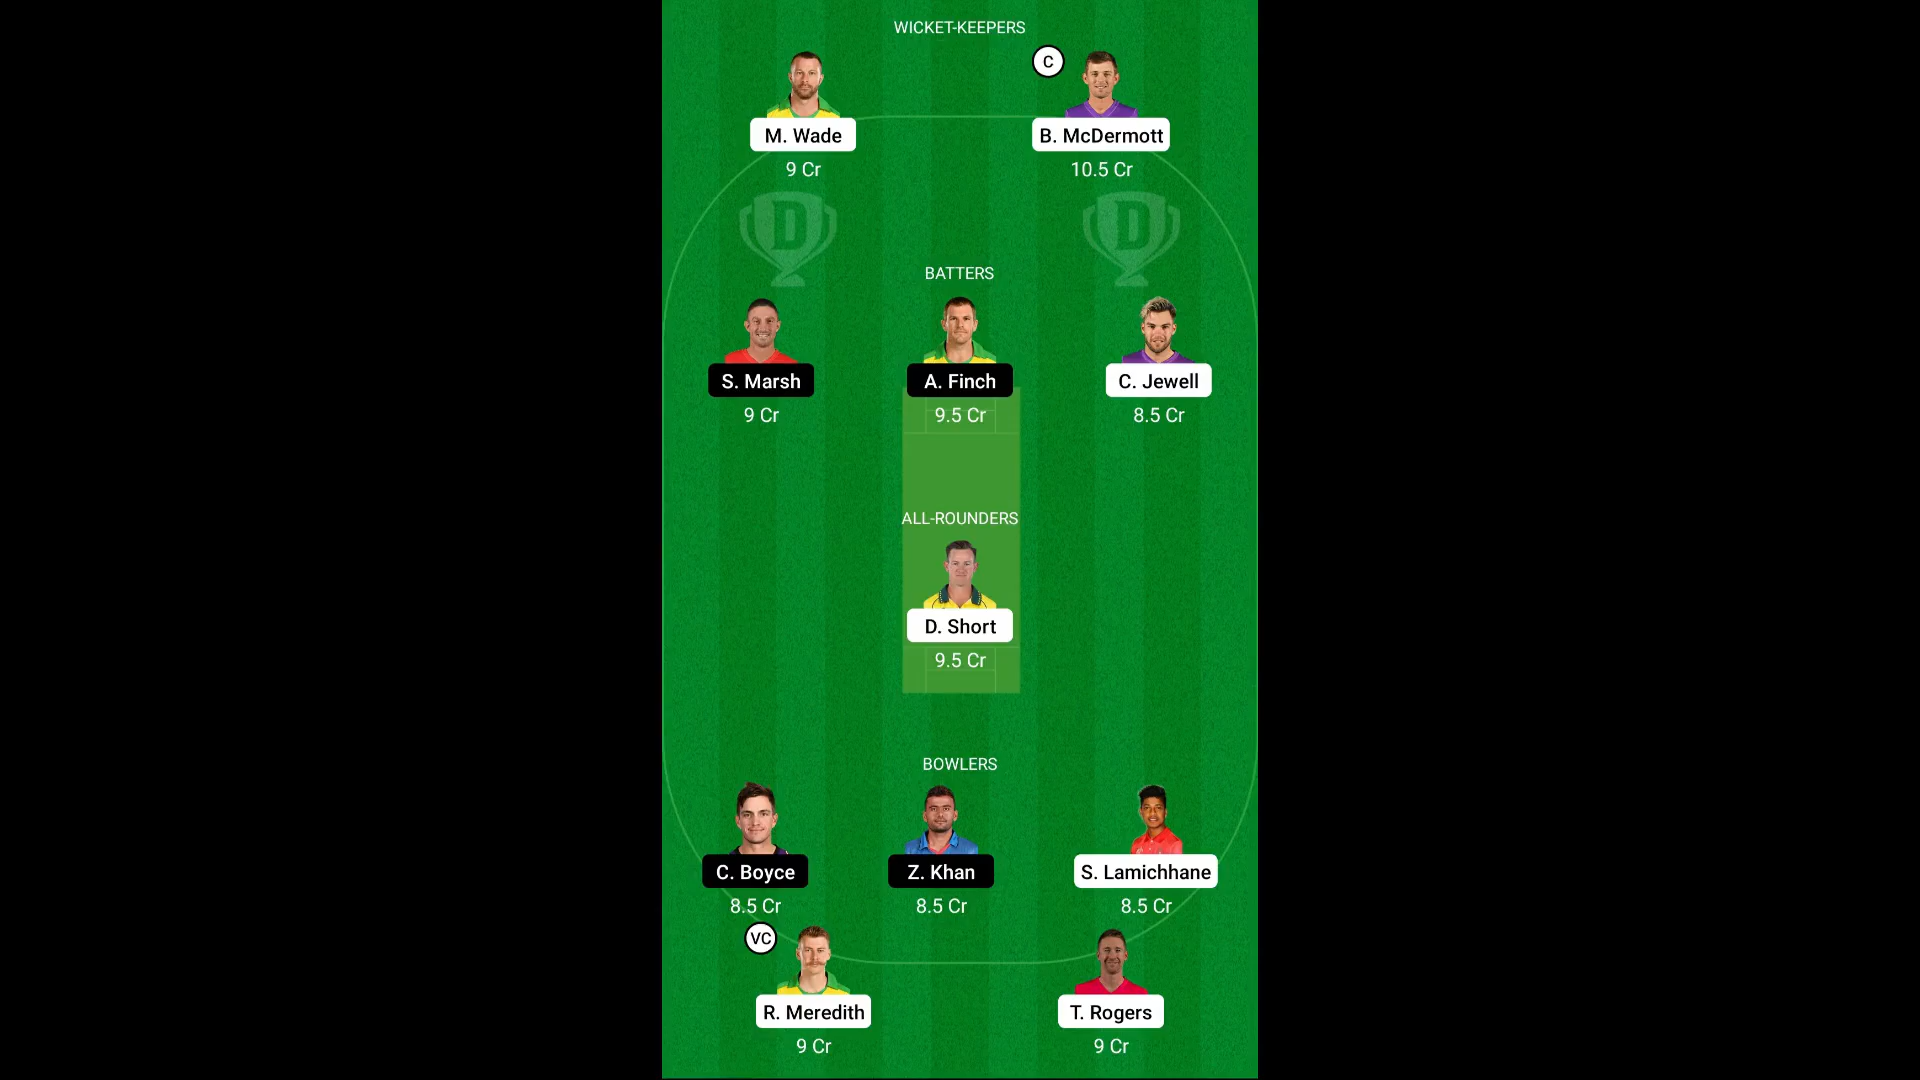 WICKET-KEEPERS
C
M. Wade
B. McDermott
9 Cr
10.5 Cr
D
D
BATTERS
S. Marsh
A. Finch
C. Jewell
9 Cr
9.5 Cr
8.5 Cr
ALL-ROUNDERS
D. Short
9.5 Cr
BOWLERS
C. Boyce
Z. Khan
S. Lamichhane
8.5 Cr
8.5 Cr
8.5 Cr
VC
R. Meredith
T. Rogers
9 Cr
9 Cr